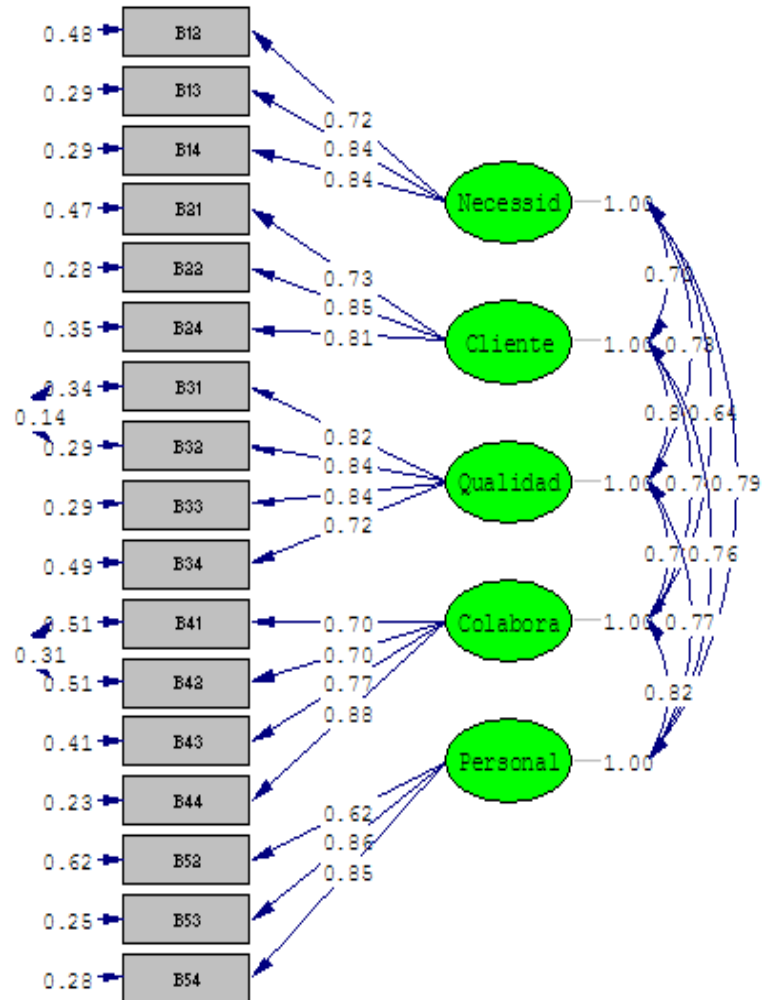 0.48 B12
0.29 B13
0.72
0.84
0.29 B14
0.84
Necessid 1.00
0.47 B21
0.28 B22
0.73
0.85
0.35 B24
0.81
Cliente 1.00 0.78
0.34 B31
0.14
0.64
0.82
0.29 B32
0.84
Qualidad 1.00 0.79
0.29 B33
0.84
0.72
0.49 B34
0.76
0.51 B41
0.70
Colabora 1.00 0.77
0.31
0.70
0.51 B42
0.77
0.82
0.88
0.41 B43
Personal 1.00
0.23 B44
0.62
0.86
0.62 B52
0.85
0.25 B53
0.28 B54